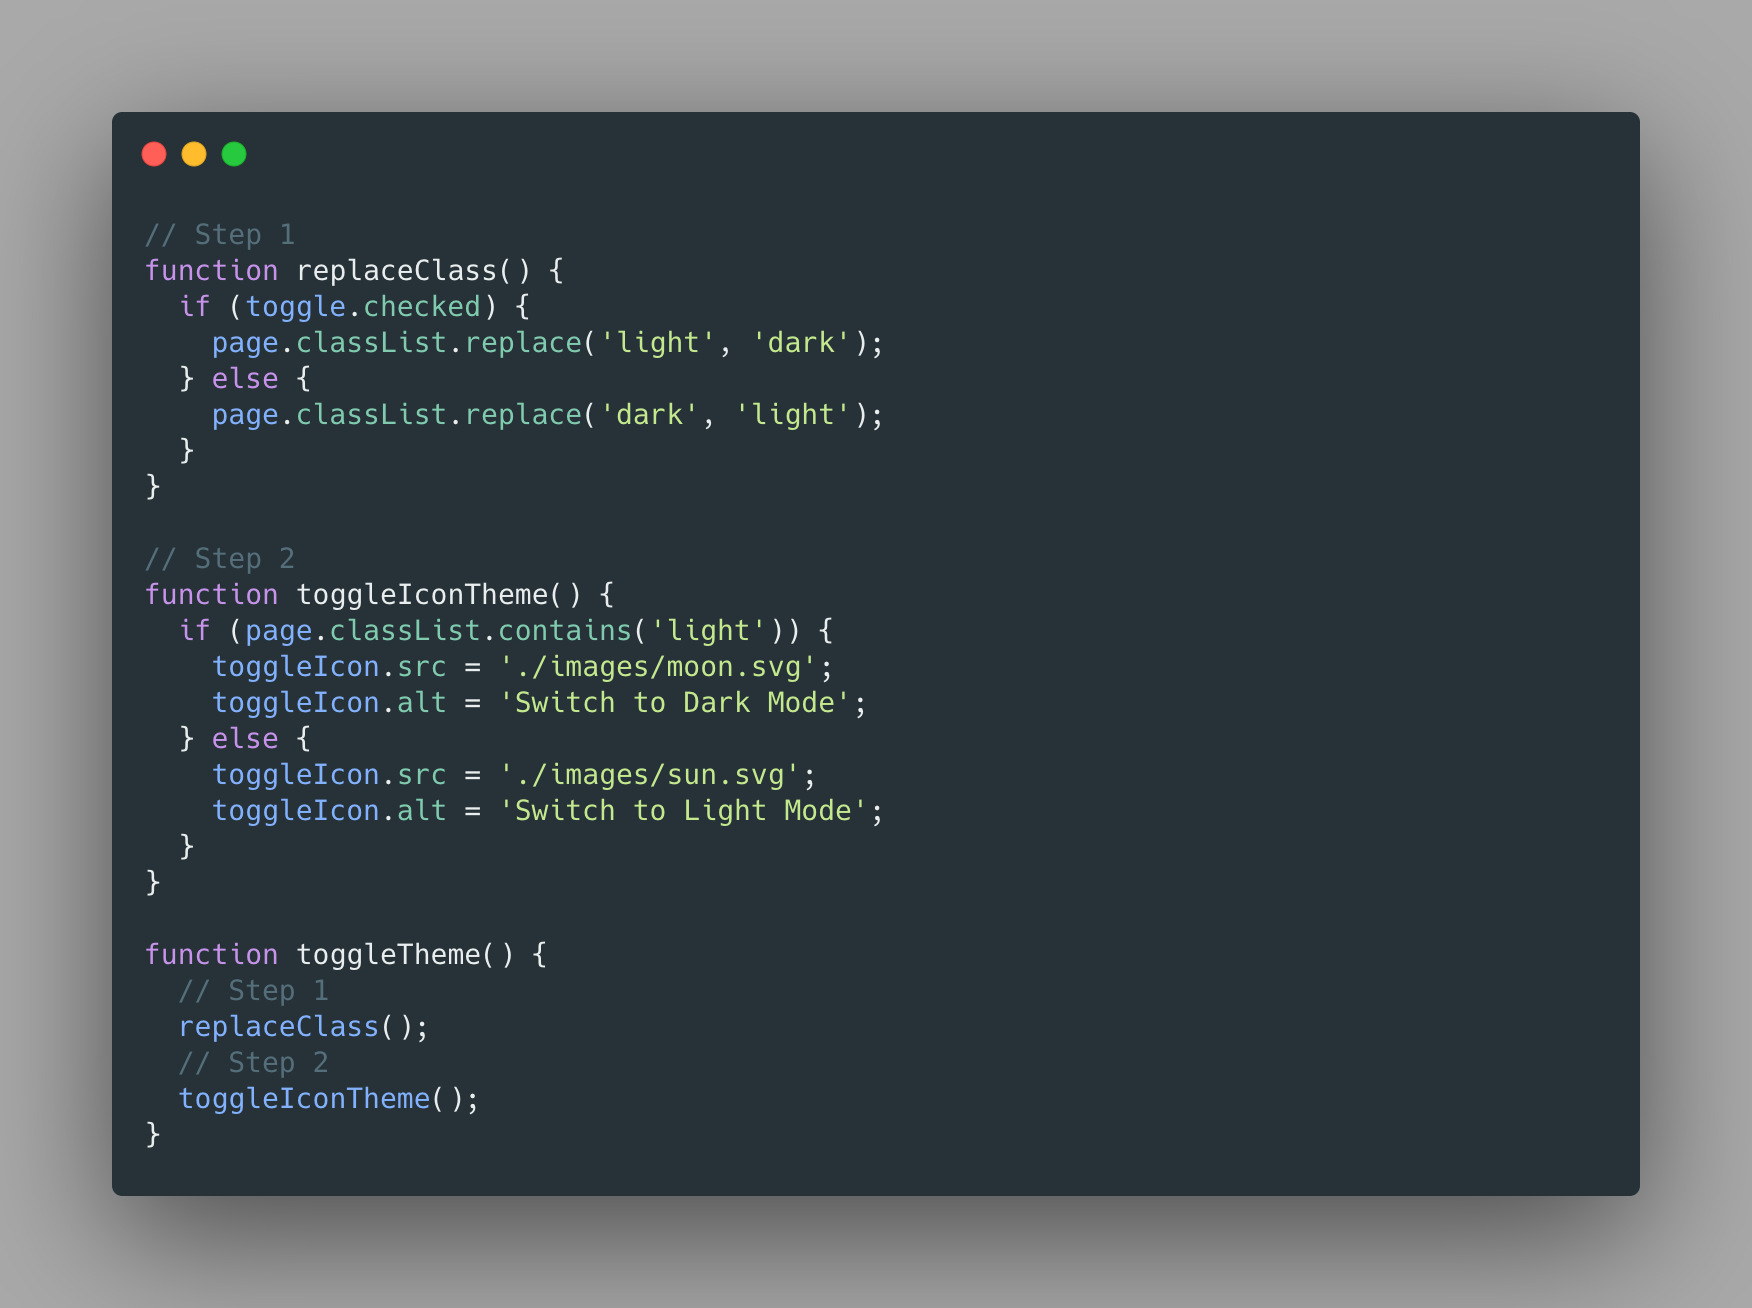 // Step 1
function replaceClass() {
  if (toggle.checked) {
    page.classList.replace('light', 'dark');
  } else {
    page.classList.replace('dark', 'light');
  }
}

// Step 2
function toggleIconTheme() {
  if (page.classList.contains('light')) {
    toggleIcon.src = './images/moon.svg';
    toggleIcon.alt = 'Switch to Dark Mode';
  } else {
    toggleIcon.src = './images/sun.svg';
    toggleIcon.alt = 'Switch to Light Mode';
  }
}

function toggleTheme() {
  // Step 1
  replaceClass();
  // Step 2
  toggleIconTheme();
}